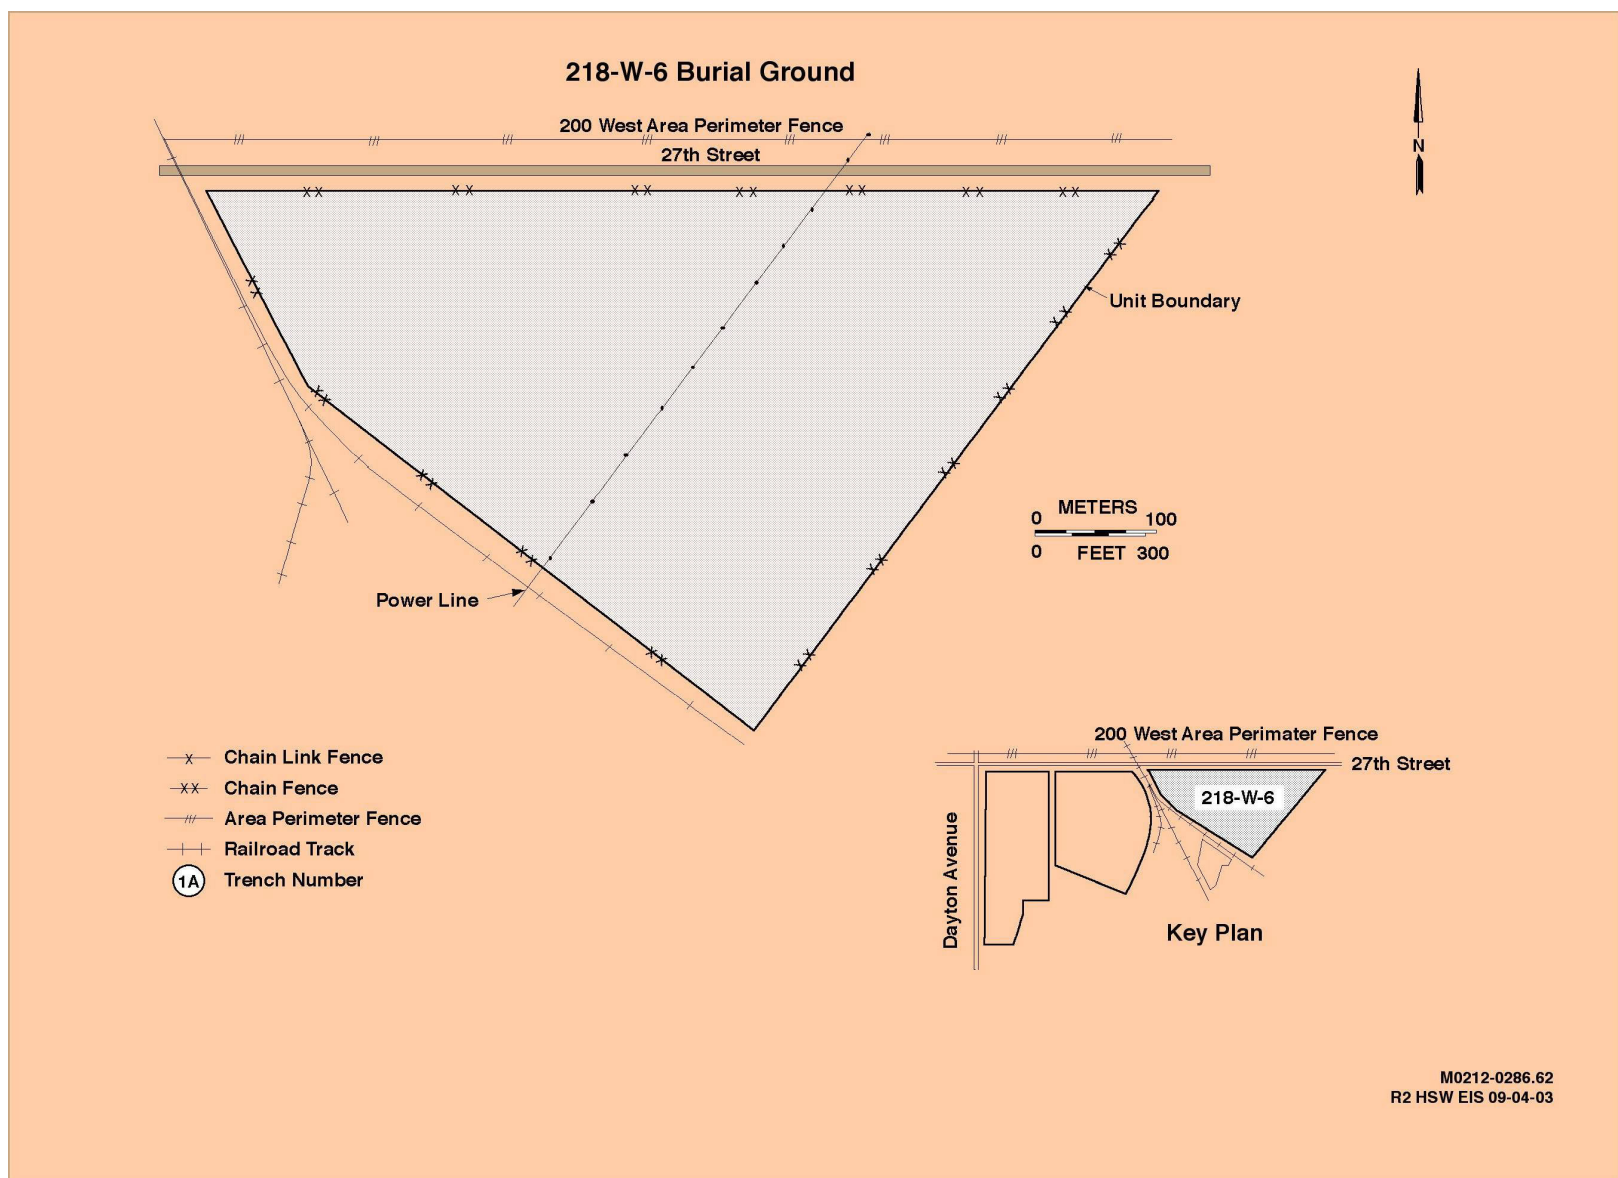 218-W-6 Burial Ground
200 West Area Perimeter Fence
27th Street
N
Unit Boundary
METERS
0 100
0 FEET 300
Power Line
Chain Link Fence
Chain Fence
Area Perimeter Fence
Railroad Track
1A Trench Number
200 West Area Perimater Fence
27th Street
218-W-6
Dayton Avenue
Key Plan
M0212-0286.62
R2 HSW EIS 09-04-03